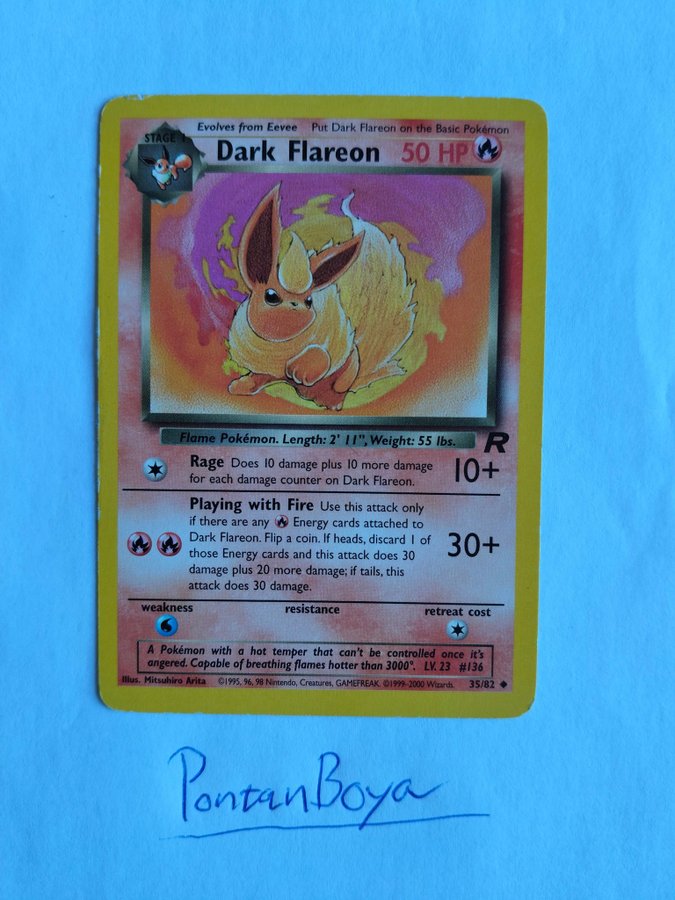 Evolves from Eevee Put Dark Flareon on the Basic Pokémon
STAGE 1
Dark Flareon 50 HP
Flame Pokémon. Length: 2' 11", Weight: 55 lbs.
R
Rage Does 10 damage plus 10 more damage
for each damage counter on Dark Flareon.
10+
Playing with Fire Use this attack only
if there are any Energy cards attached to
Dark Flareon. Flip a coin. If heads, discard 1 of
those Energy cards and this attack does 30
damage plus 20 more damage; if tails, this
attack does 30 damage.
30+
weakness resistance retreat cost
A Pokémon with a hot temper that can't be controlled once it's
angered. Capable of breathing flames hotter than 3000°. LV. 23 #136
Illus. Mitsuhiro Arita ©1995, 96, 98 Nintendo, Creatures, GAMEFREAK. ©1999-2000 Wizards. 35/82
PontanBoya